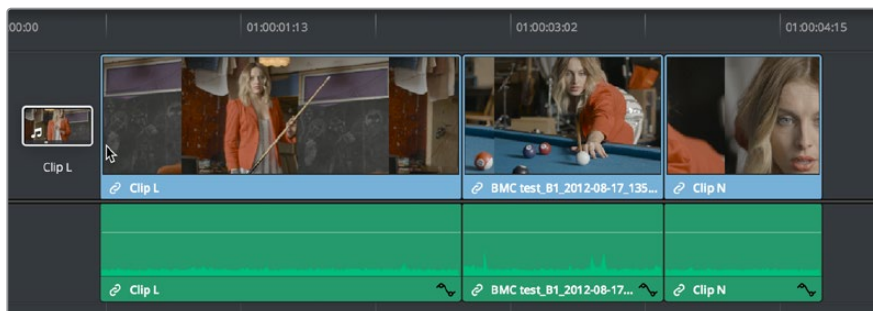 00:00 01:00:01:13 01:00:03:02 01:00:04:15
Clip L
Clip L BMC test_B1_2012-08-17_135... Clip N
Clip L BMC test_B1_2012-08-17... Clip N